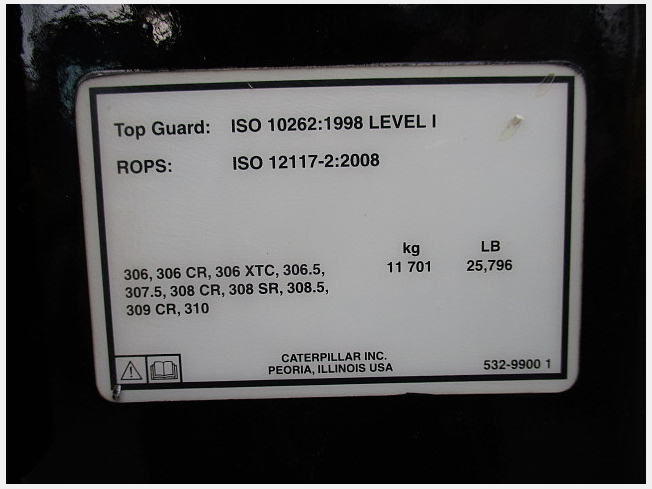 Top Guard: ISO 10262:1998 LEVEL I
ROPS: ISO 12117-2:2008
kg LB
306, 306 CR, 306 XTC, 306.5, 11 701 25,796
307.5, 308 CR, 308 SR, 308.5,
309 CR, 310
CATERPILLAR INC.
PEORIA, ILLINOIS USA 532-9900 1